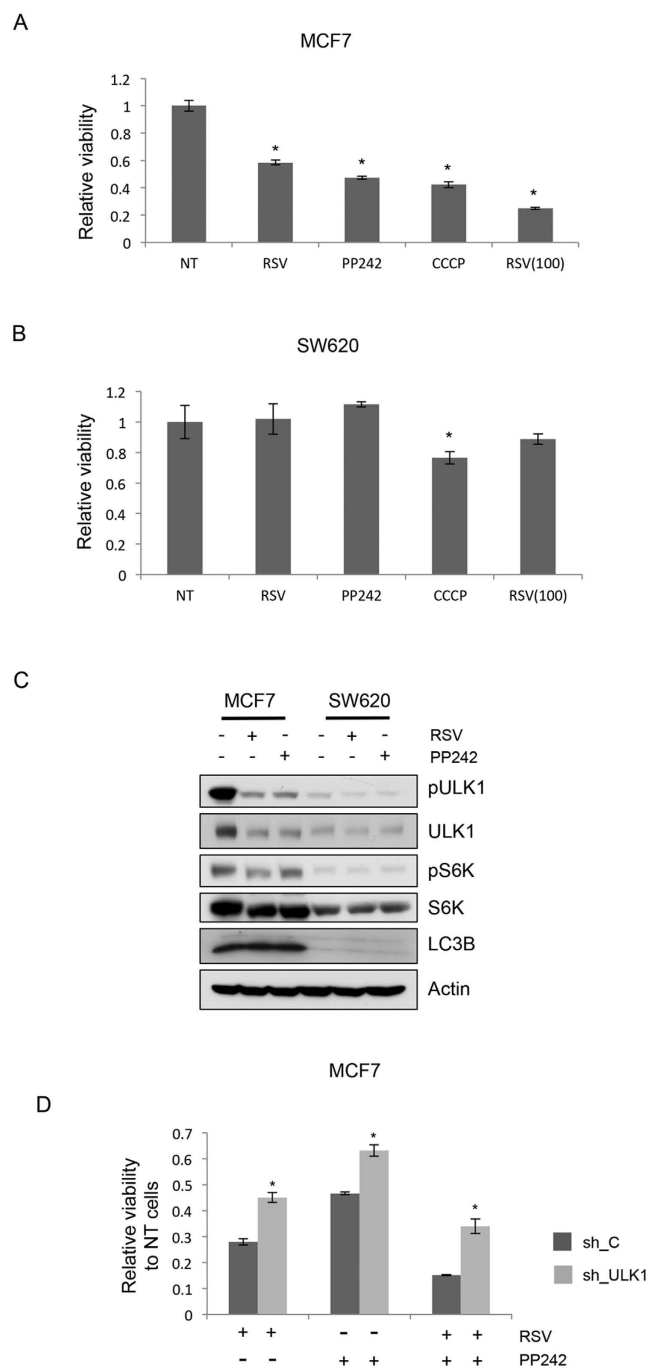 A
MCF7
Relative viability
1.2
1
0.8
0.6
0.4
0.2
0
*
*
*
*
NT RSV PP242 CCCP RSV(100)
B
SW620
Relative viability
1.2
1
0.8
0.6
0.4
0.2
0
*
NT RSV PP242 CCCP RSV(100)
C
MCF7 SW620
- + - - + - RSV
- - + - - + PP242
pULK1
ULK1
pS6K
S6K
LC3B
Actin
MCF7
D
Relative viability
to NT cells
0.7
0.6
0.5
0.4
0.3
0.2
0.1
0
*
*
*
sh_C
sh_ULK1
+ + - - + + RSV
- - + + + + PP242